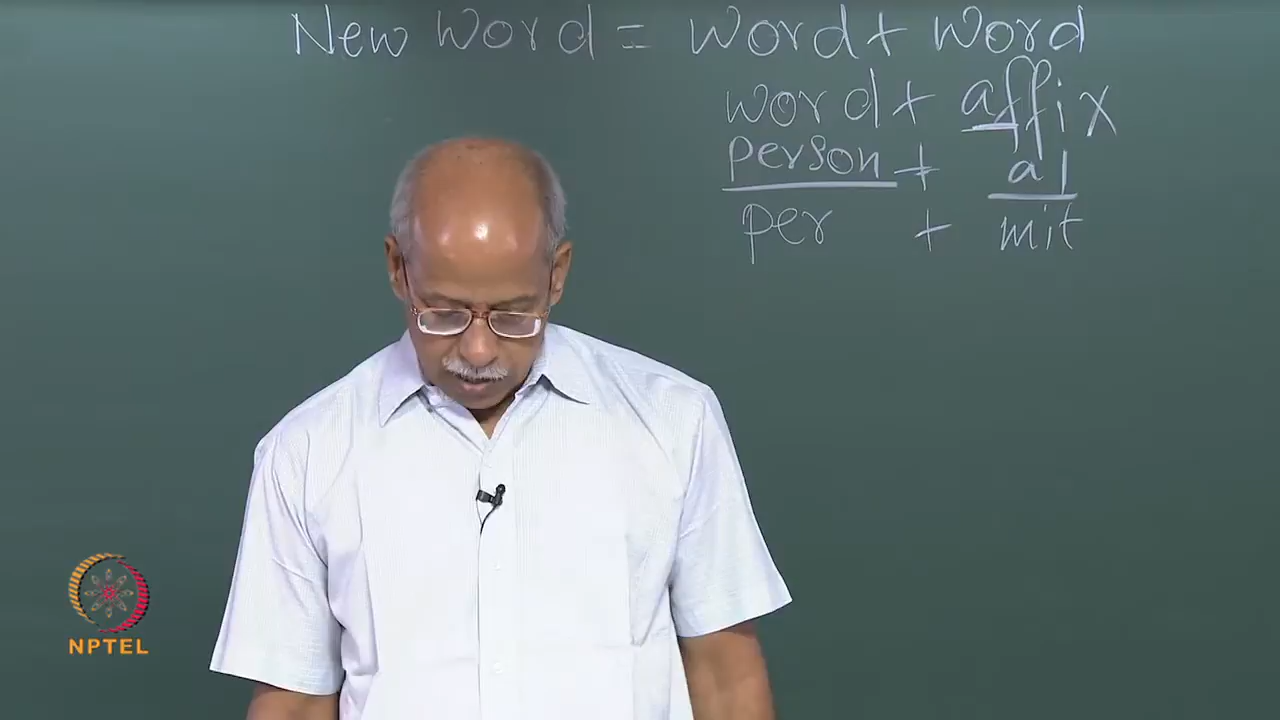 New word = word + word
word + affix
person + al
per + mit
NPTEL